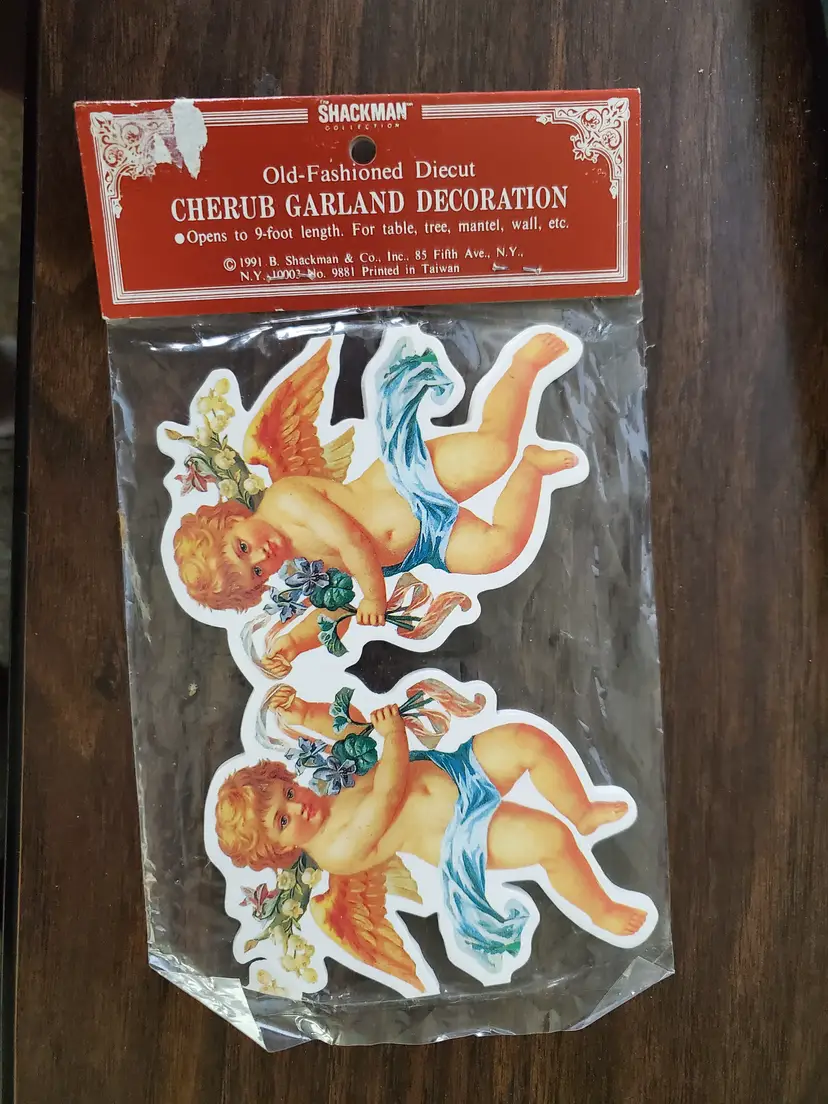 THE
SHACKMAN™
COLLECTION
Old-Fashioned Diecut
CHERUB GARLAND DECORATION
●Opens to 9-foot length. For table, tree, mantel, wall, etc.
© 1991 B. Shackman & Co., Inc., 85 Fifth Ave., N.Y.,
N.Y. 10003 No. 9881 Printed in Taiwan